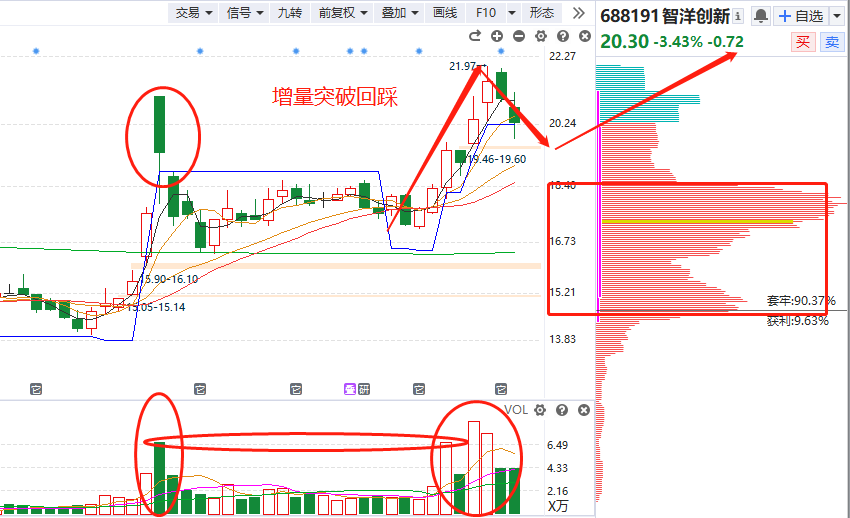 交易 信号 九转 前复权 叠加 画线 F10 形态
688191 智洋创新 i 自选
20.30 -3.43% -0.72 买 卖
22.27
21.97
增量突破回踩
20.24
19.46-19.60
18.40
16.73
15.90-16.10
15.21
15.05-15.14
套牢:90.37%
获利:9.63%
13.83
研
VOL
6.49
4.33
2.16
X万